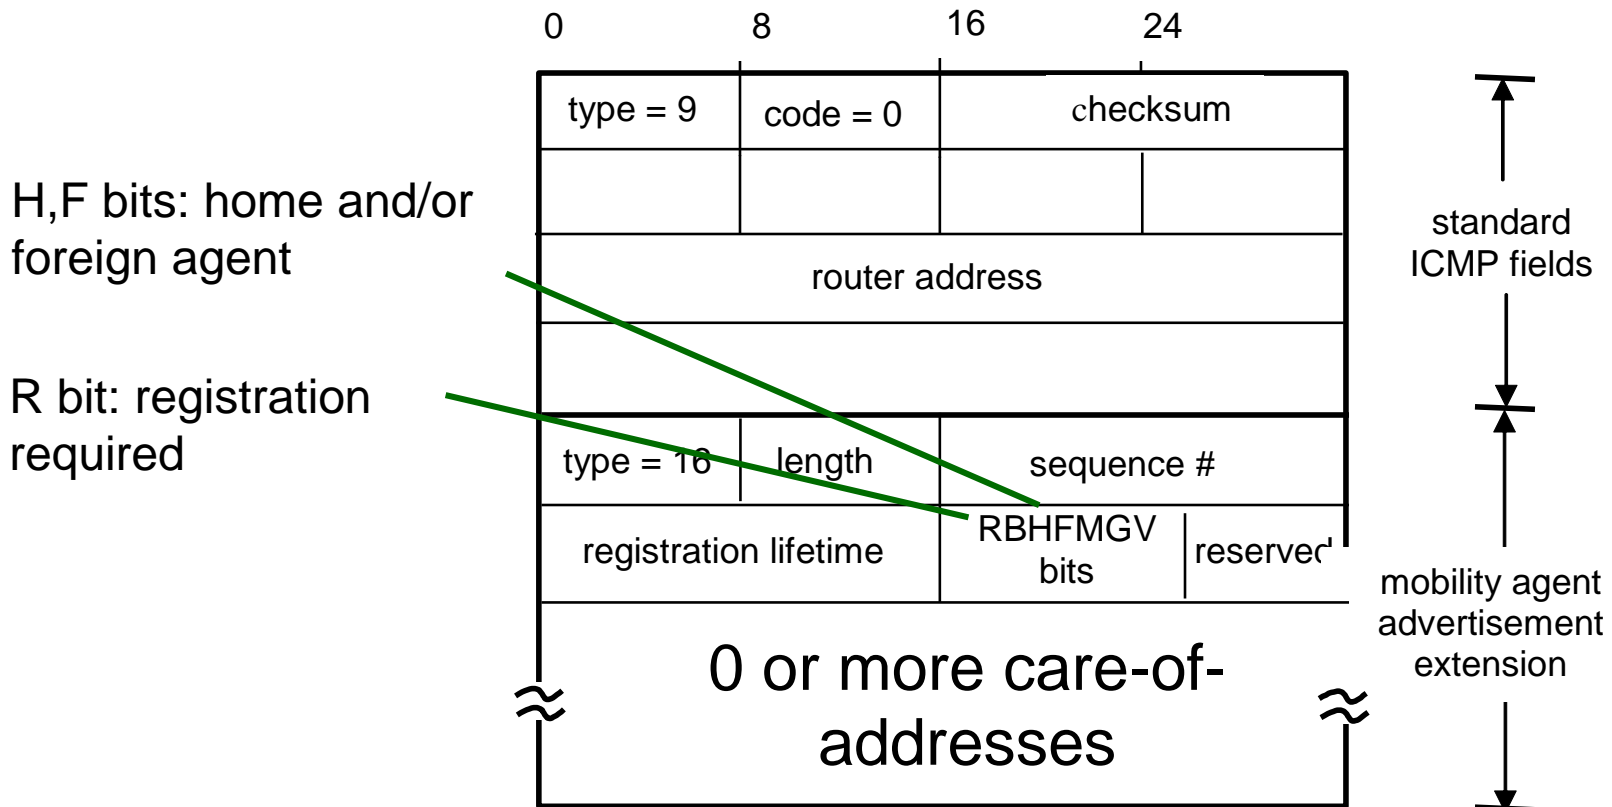 0 8 16 24
type = 9 code = 0 checksum
H,F bits: home and/or
foreign agent
standard
ICMP fields
router address
R bit: registration
required
type = 16 length sequence #
registration lifetime
RBHFMGV
bits
reserved
mobility agent
advertisement
extension
0 or more care-of-
addresses